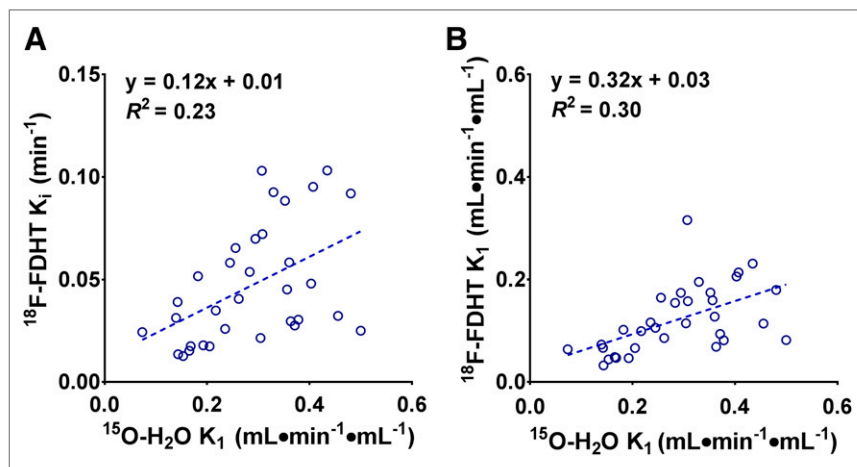 A
y = 0.12x + 0.01
R² = 0.23
¹⁸F-FDHT Kᵢ (min⁻¹)
0.15
0.10
0.05
0.00
0.0 0.2 0.4 0.6
¹⁵O-H₂O K₁ (mL•min⁻¹•mL⁻¹)
B
y = 0.32x + 0.03
R² = 0.30
¹⁸F-FDHT K₁ (mL•min⁻¹•mL⁻¹)
0.6
0.4
0.2
0.0
0.0 0.2 0.4 0.6
¹⁵O-H₂O K₁ (mL•min⁻¹•mL⁻¹)